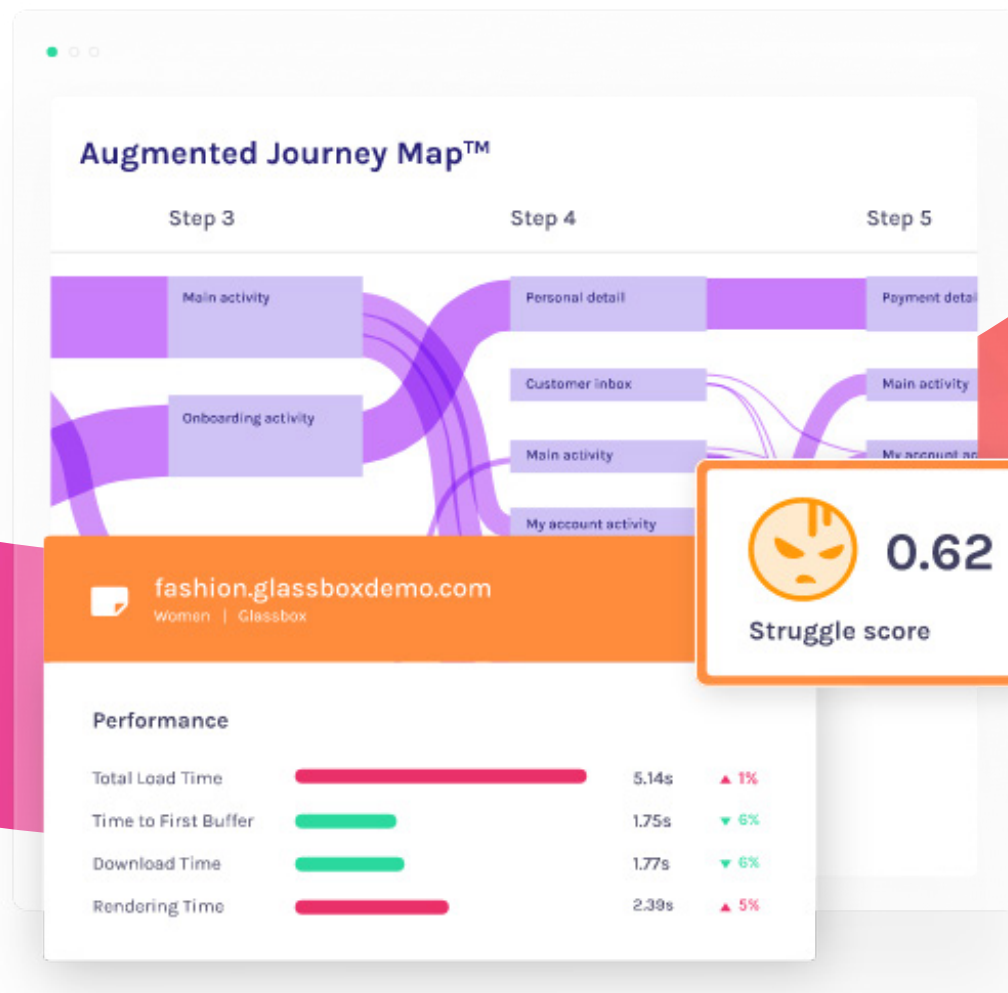 Augmented Journey Map™
Step 3 Step 4 Step 5
Main activity Personal detail Payment detai
Customer inbox Main activity
Onboarding activity
Main activity My account ac
My account activity
fashion.glassboxdemo.com
Women | Glassbox
0.62
Struggle score
Performance
Total Load Time 5.14s ▲ 1%
Time to First Buffer 1.75s ▼ 6%
Download Time 1.77s ▼ 6%
Rendering Time 2.39s ▲ 5%